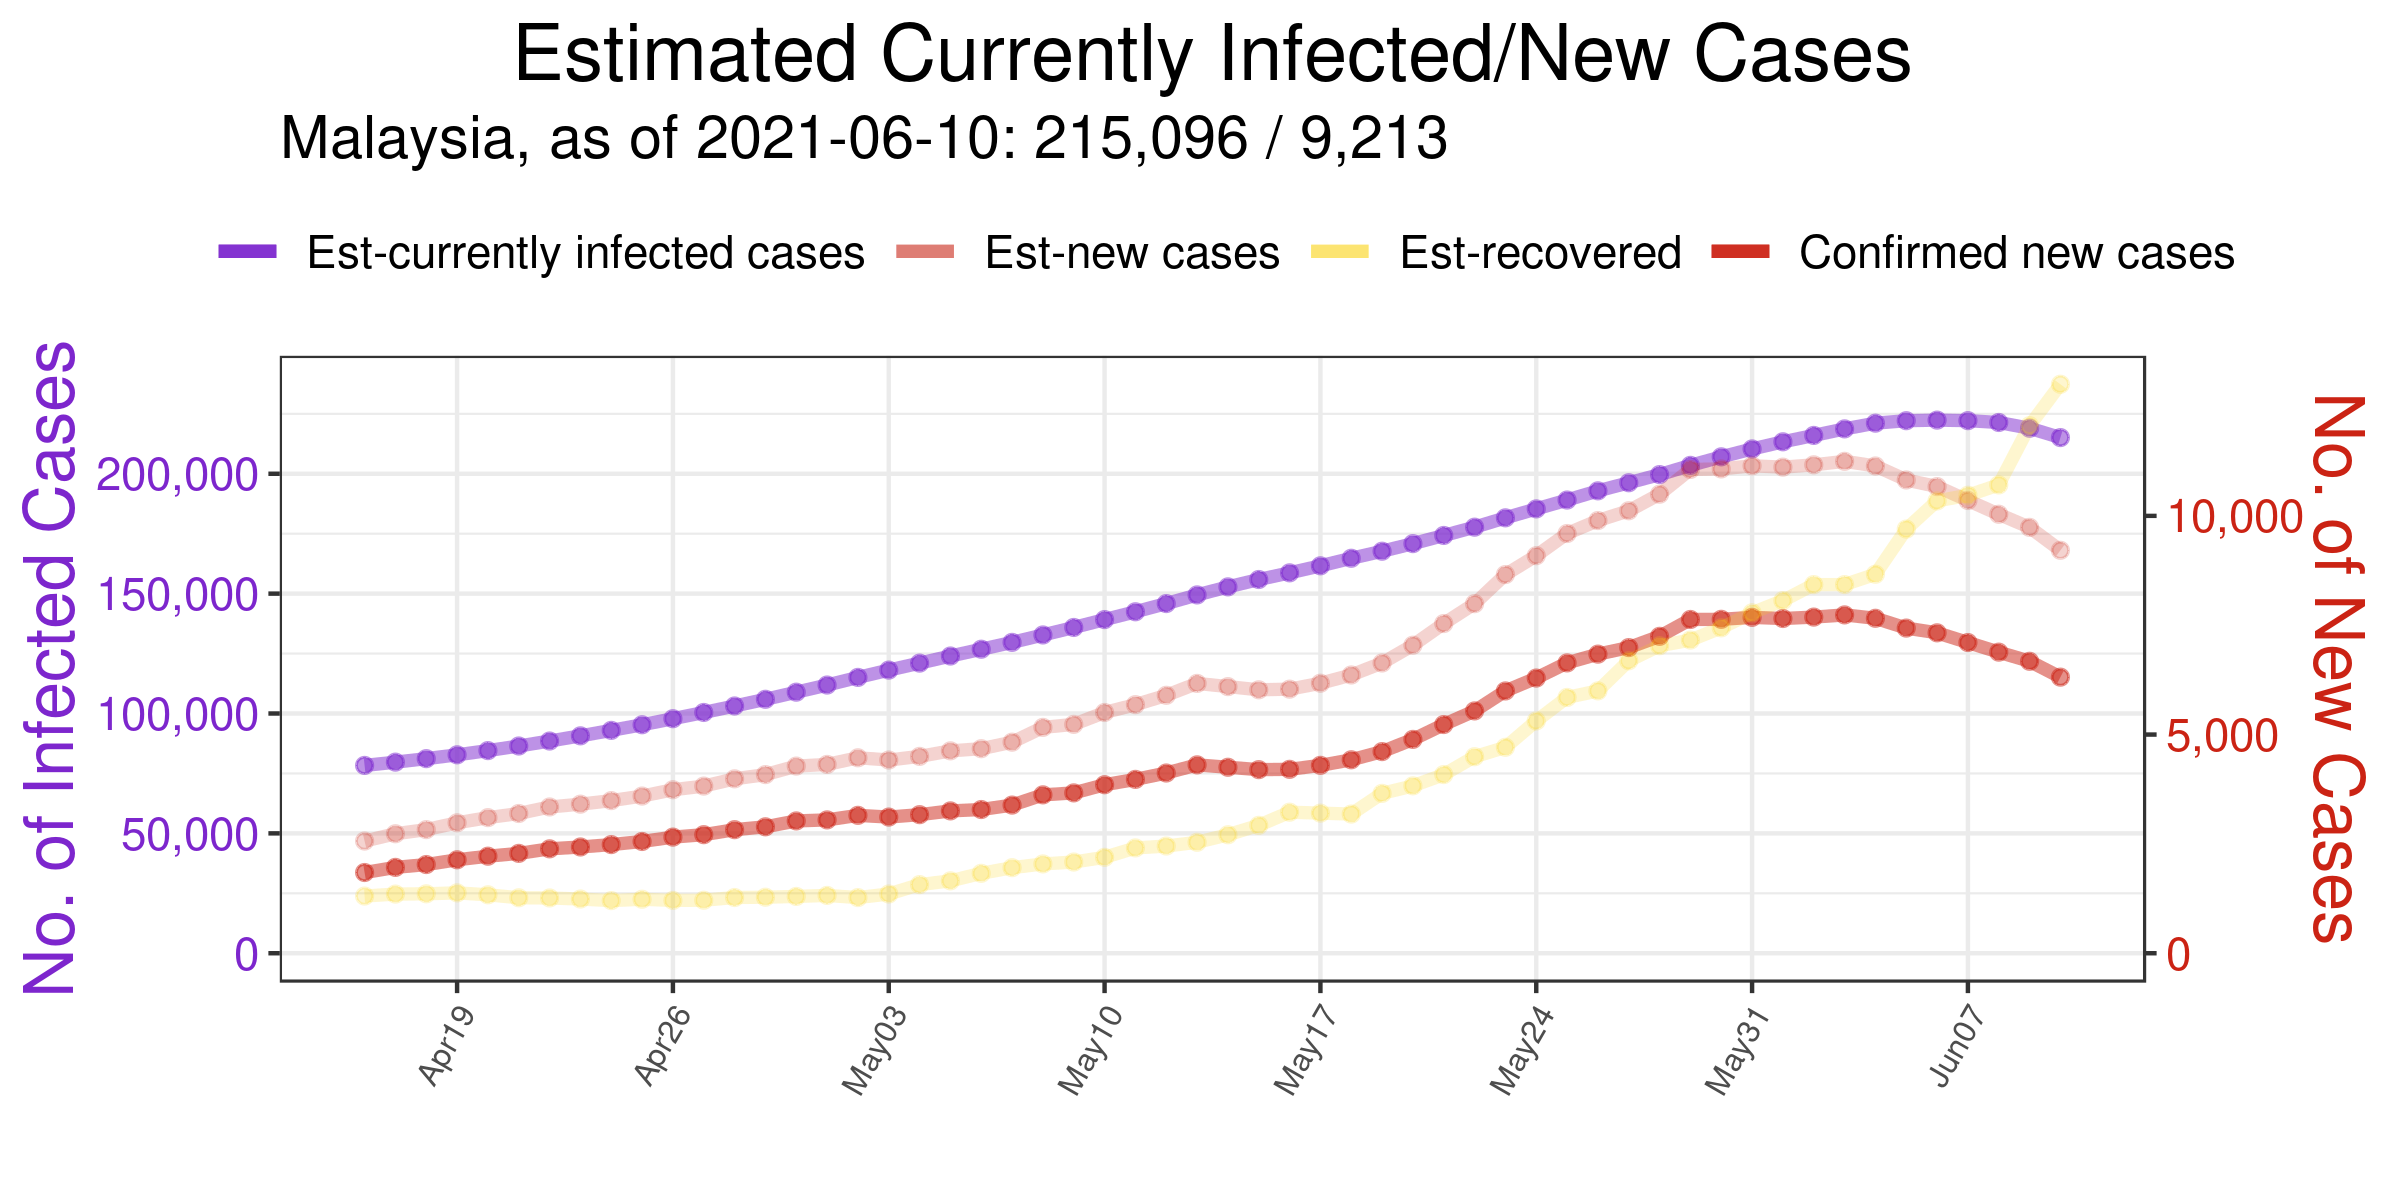 Estimated Currently Infected/New Cases
Malaysia, as of 2021-06-10: 215,096 / 9,213
Est-currently infected cases Est-new cases Est-recovered Confirmed new cases
No. of Infected Cases
200,000
150,000
100,000
50,000
0
10,000
5,000
0
No. of New Cases
Apr19 Apr26 May03 May10 May17 May24 May31 Jun07